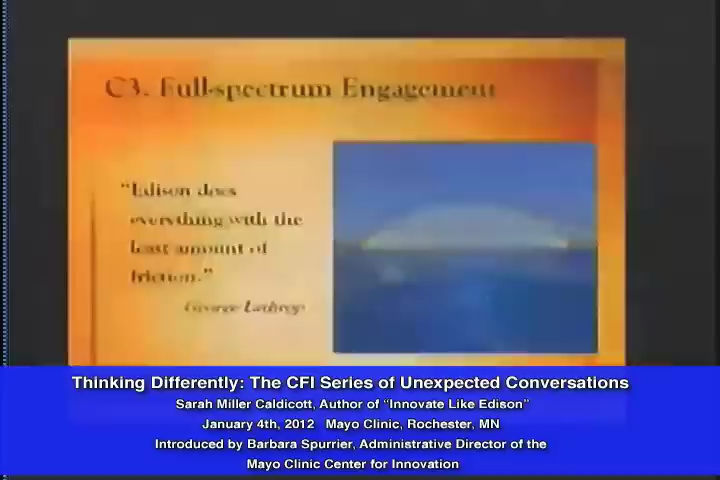 C3. Full-spectrum Engagement
“Edison does
everything with the
least amount of
friction.”
George Lathrop
Thinking Differently: The CFI Series of Unexpected Conversations
Sarah Miller Caldicott, Author of “Innovate Like Edison”
January 4th, 2012 Mayo Clinic, Rochester, MN
Introduced by Barbara Spurrier, Administrative Director of the
Mayo Clinic Center for Innovation